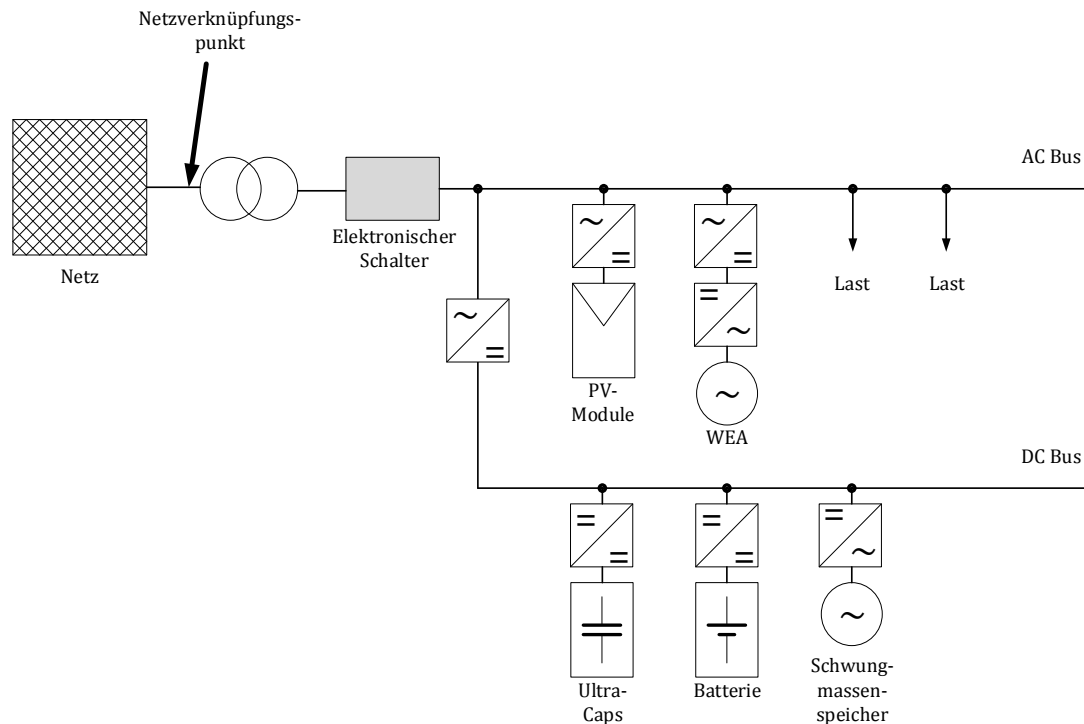 Netzverknüpfungs-
punkt
AC Bus
Elektronischer
Schalter
Netz
Last
Last
PV-
Module
WEA
DC Bus
Ultra-
Caps
Batterie
Schwung-
massen-
speicher